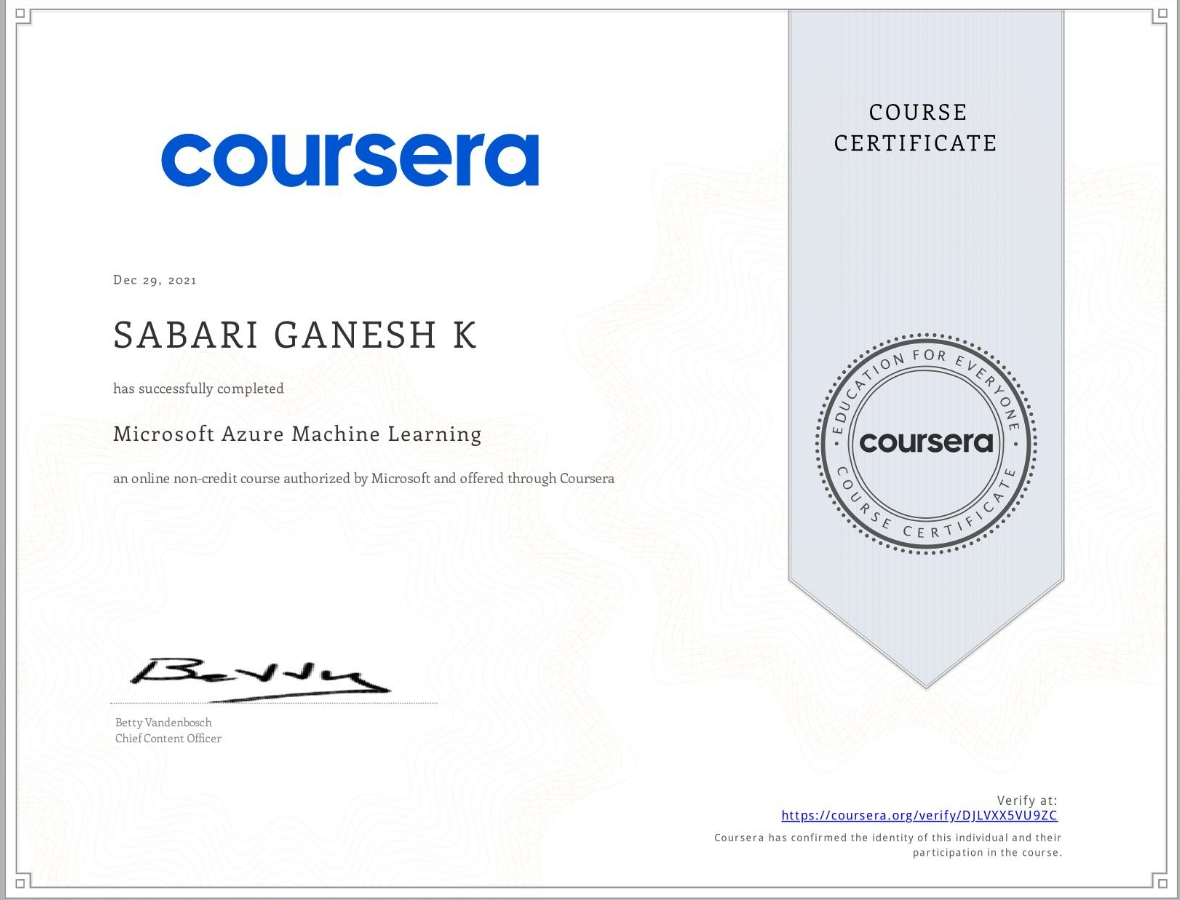 coursera
COURSE
CERTIFICATE
Dec 29, 2021
SABARI GANESH K
has successfully completed
Microsoft Azure Machine Learning
an online non-credit course authorized by Microsoft and offered through Coursera
EDUCATION FOR EVERYONE
coursera
COURSE CERTIFICATE
Betty
Betty Vandenbosch
Chief Content Officer
Verify at:
https://coursera.org/verify/DJLVXX5VU9ZC
Coursera has confirmed the identity of this individual and their
participation in the course.